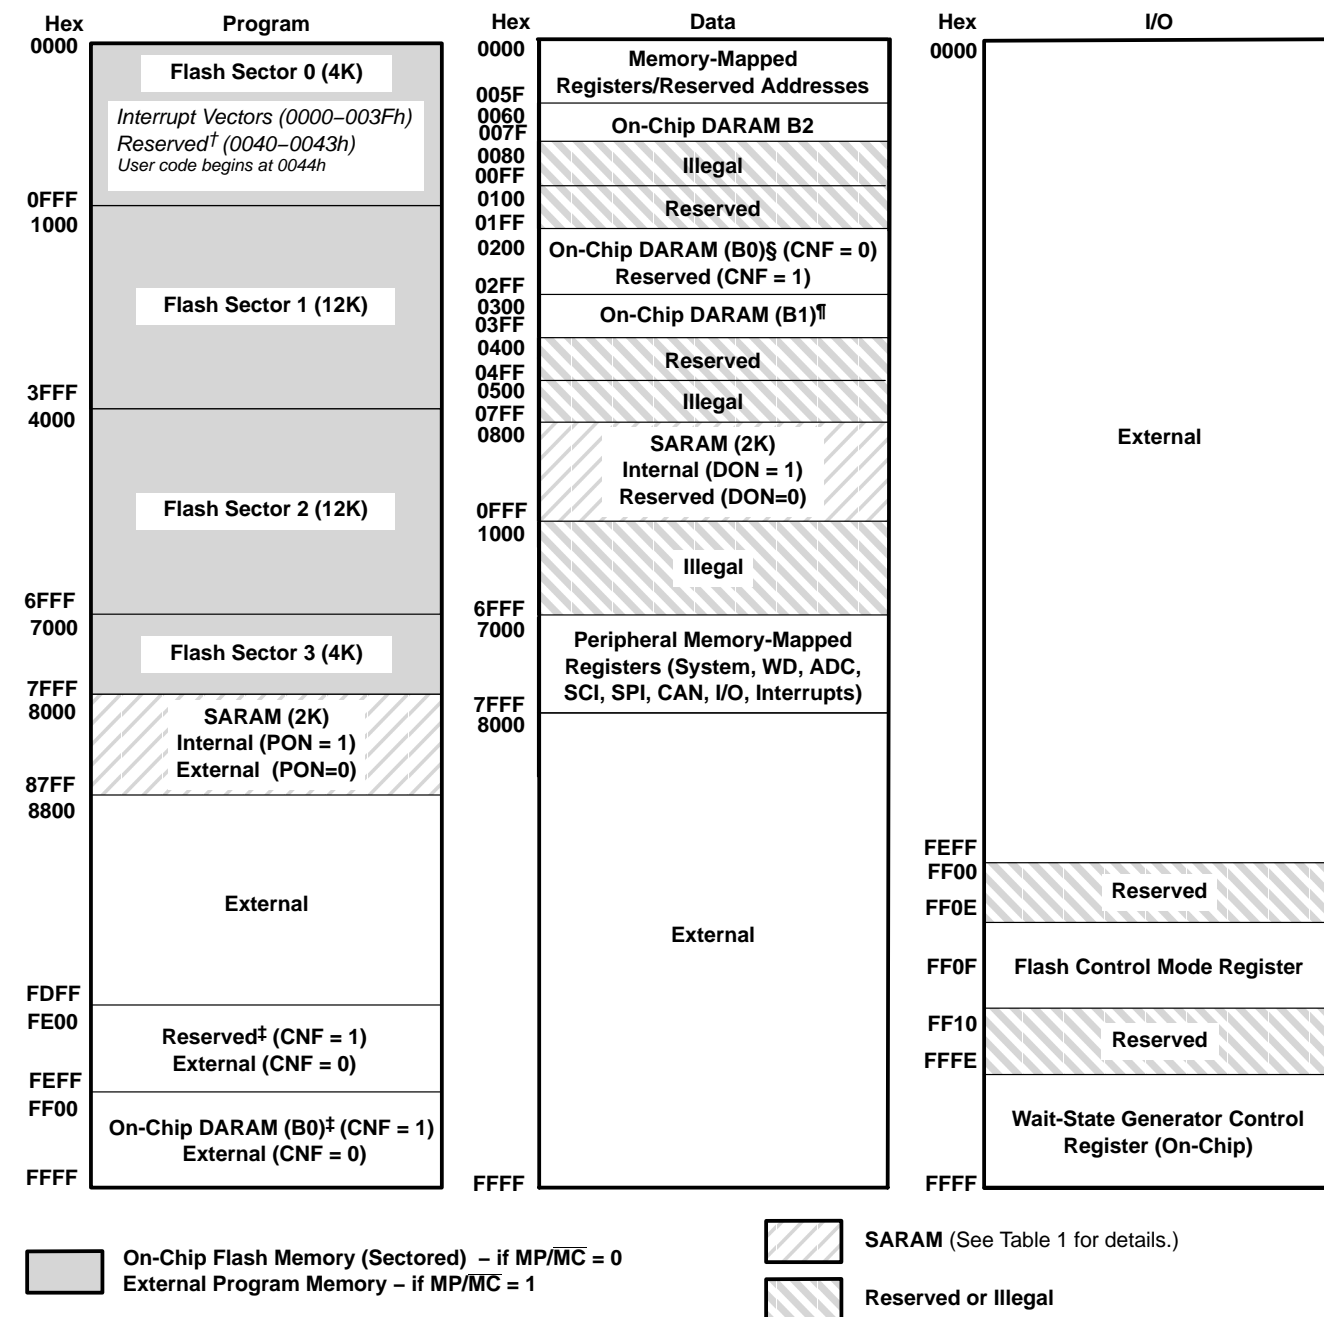 Hex Program
0000
Flash Sector 0 (4K)
Interrupt Vectors (0000–003Fh)
Reserved† (0040–0043h)
User code begins at 0044h
0FFF
1000
Flash Sector 1 (12K)
3FFF
4000
Flash Sector 2 (12K)
6FFF
7000
Flash Sector 3 (4K)
7FFF
8000
SARAM (2K)
Internal (PON = 1)
External (PON=0)
87FF
8800
External
FDFF
FE00
Reserved‡ (CNF = 1)
External (CNF = 0)
FEFF
FF00
On-Chip DARAM (B0)‡ (CNF = 1)
External (CNF = 0)
FFFF
Hex Data
0000
Memory-Mapped
Registers/Reserved Addresses
005F
0060
On-Chip DARAM B2
007F
0080
Illegal
00FF
0100
Reserved
01FF
0200
On-Chip DARAM (B0)§ (CNF = 0)
Reserved (CNF = 1)
02FF
0300
On-Chip DARAM (B1)¶
03FF
0400
Reserved
04FF
0500
Illegal
07FF
0800
SARAM (2K)
Internal (DON = 1)
Reserved (DON=0)
0FFF
1000
Illegal
6FFF
7000
Peripheral Memory-Mapped
Registers (System, WD, ADC,
SCI, SPI, CAN, I/O, Interrupts)
7FFF
8000
External
FFFF
Hex I/O
0000
External
FEFF
FF00
Reserved
FF0E
FF0F Flash Control Mode Register
FF10
Reserved
FFFE
Wait-State Generator Control
Register (On-Chip)
FFFF
On-Chip Flash Memory (Sectored) – if MP/M̅C̅ = 0
External Program Memory – if MP/M̅C̅ = 1
SARAM (See Table 1 for details.)
Reserved or Illegal